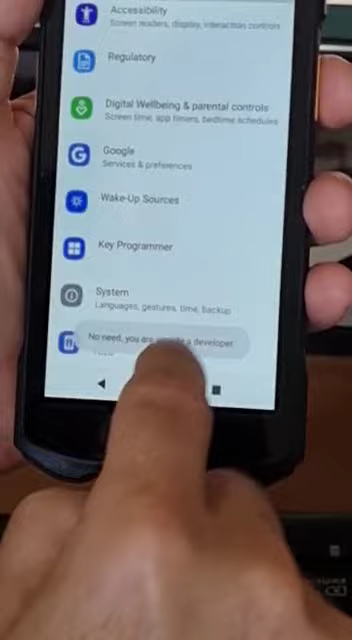 Accessibility
Screen readers, display, interaction controls
Regulatory
Digital Wellbeing & parental controls
Screen time, app timers, bedtime schedules
Google
Services & preferences
Wake-Up Sources
Key Programmer
System
Languages, gestures, time, backup
No need, you are a developer